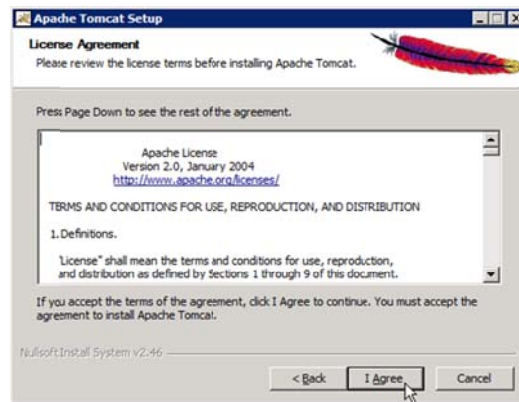 Apache Tomcat Setup
License Agreement
Please review the license terms before installing Apache Tomcat.
Press Page Down to see the rest of the agreement.
Apache License
Version 2.0, January 2004
http://www.apache.org/licenses/
TERMS AND CONDITIONS FOR USE, REPRODUCTION, AND DISTRIBUTION
1. Definitions.
"License" shall mean the terms and conditions for use, reproduction,
and distribution as defined by Sections 1 through 9 of this document.
If you accept the terms of the agreement, click I Agree to continue. You must accept the
agreement to install Apache Tomcat.
Nullsoft Install System v2.46
< Back I Agree Cancel